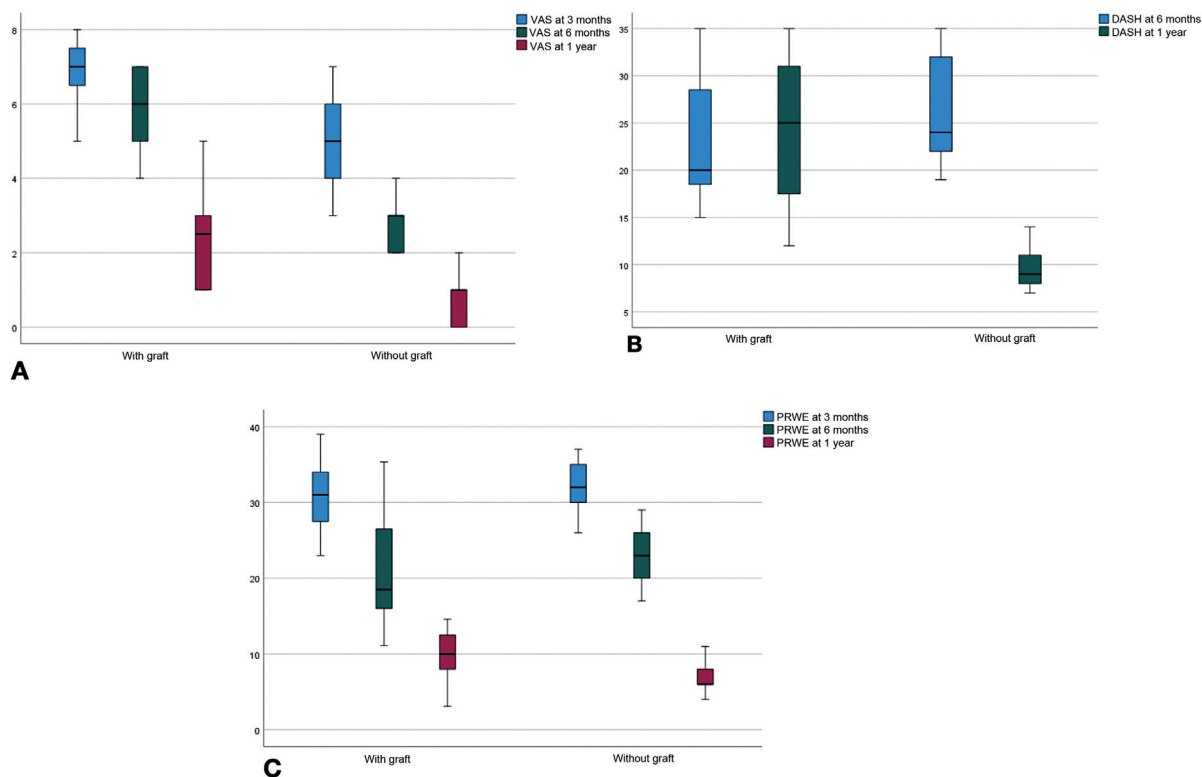 8
6
4
2
0
With graft
Without graft
VAS at 3 months
VAS at 6 months
VAS at 1 year
A
35
30
25
20
15
10
5
With graft
Without graft
DASH at 6 months
DASH at 1 year
B
40
30
20
10
0
With graft
Without graft
PRWE at 3 months
PRWE at 6 months
PRWE at 1 year
C